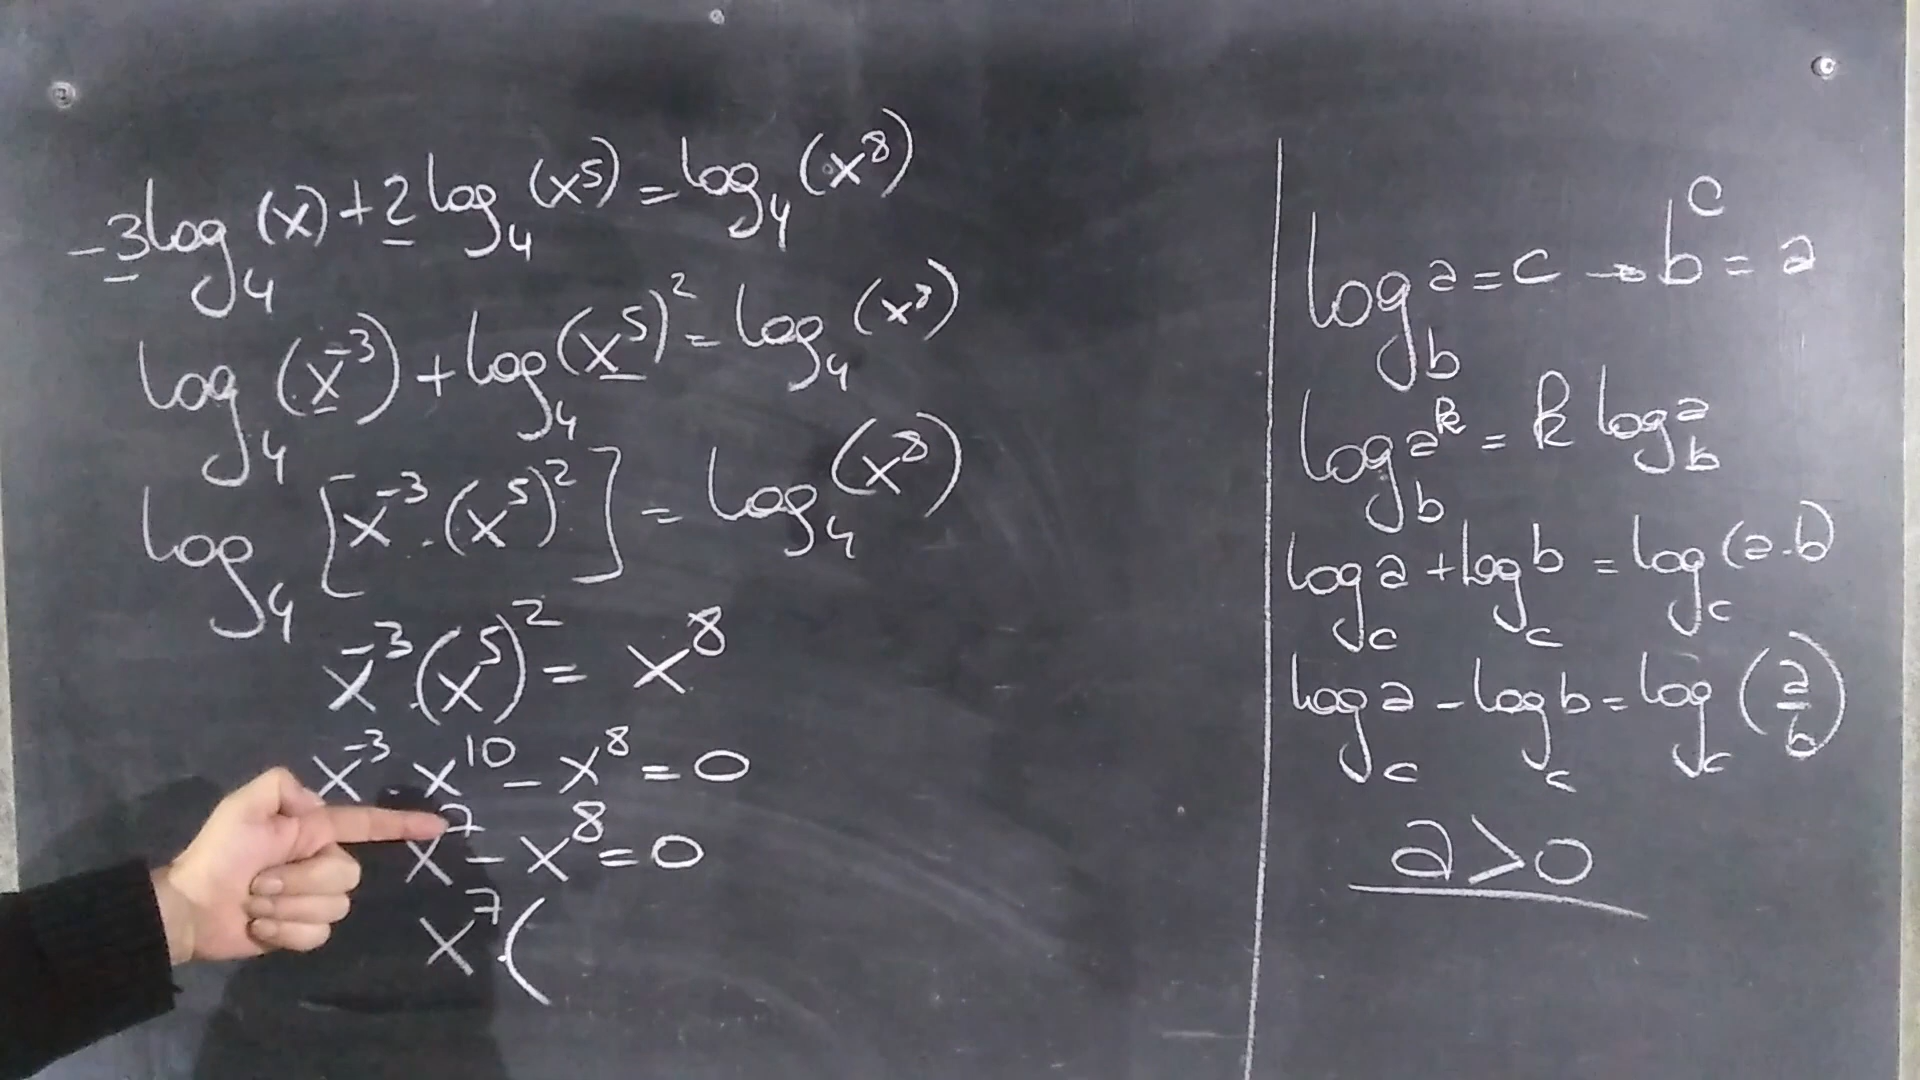 -3log₄(x)+2log₄(x⁵)=log₄(x⁸)
log₄(x⁻³)+log₄(x⁵)²=log₄(x⁸)
log₄[x⁻³·(x⁵)²]=log₄(x⁸)
x⁻³·(x⁵)²=x⁸
x⁻³·x¹⁰-x⁸=0
x⁷-x⁸=0
x⁷·(
log_b a=c→b^c=a
log_b a^k=k log_b a
log_c a+log_c b=log_c(a·b)
log_c a-log_c b=log_c(a/b)
a>0